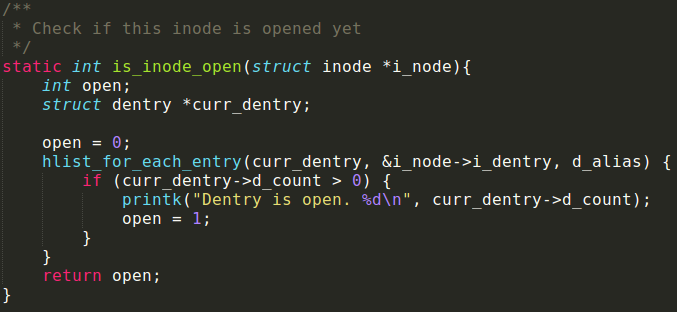 /**
 * Check if this inode is opened yet
 */
static int is_inode_open(struct inode *i_node){
    int open;
    struct dentry *curr_dentry;

    open = 0;
    hlist_for_each_entry(curr_dentry, &i_node->i_dentry, d_alias) {
        if (curr_dentry->d_count > 0) {
            printk("Dentry is open. %d\n", curr_dentry->d_count);
            open = 1;
        }
    }
    return open;
}